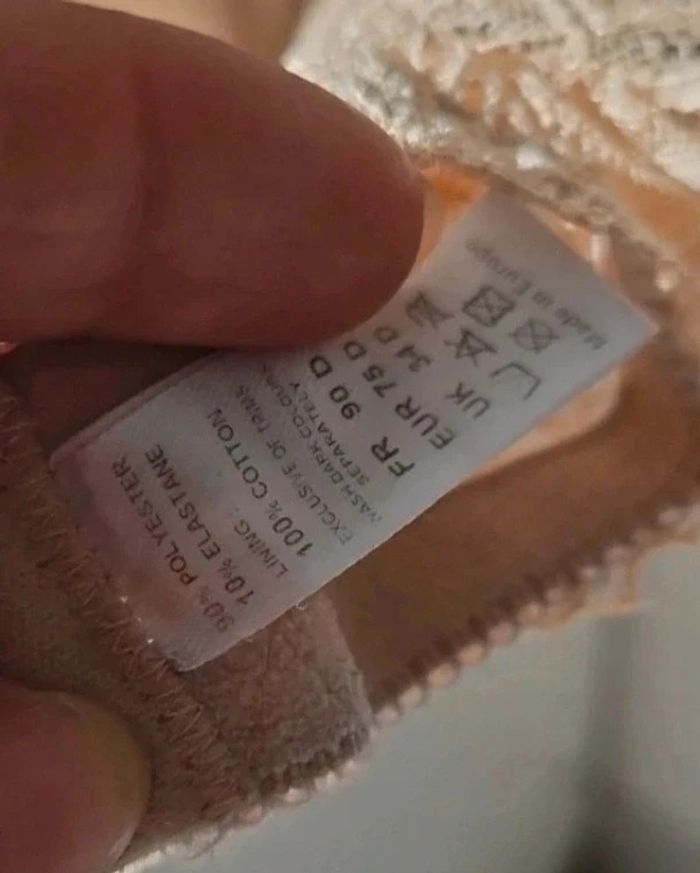 90% POLYESTER
10% ELASTANE
LINING:
100% COTTON
EXCLUSIVE OF TRIMS
WASH DARK COLOURS
SEPARATELY
FR 90 D
EUR 75 D
UK 34 D
Made in Europe